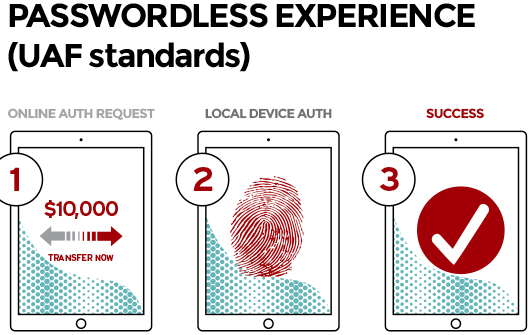 PASSWORDLESS EXPERIENCE
(UAF standards)
ONLINE AUTH REQUEST
LOCAL DEVICE AUTH
SUCCESS
1
2
3
$10,000
TRANSFER NOW